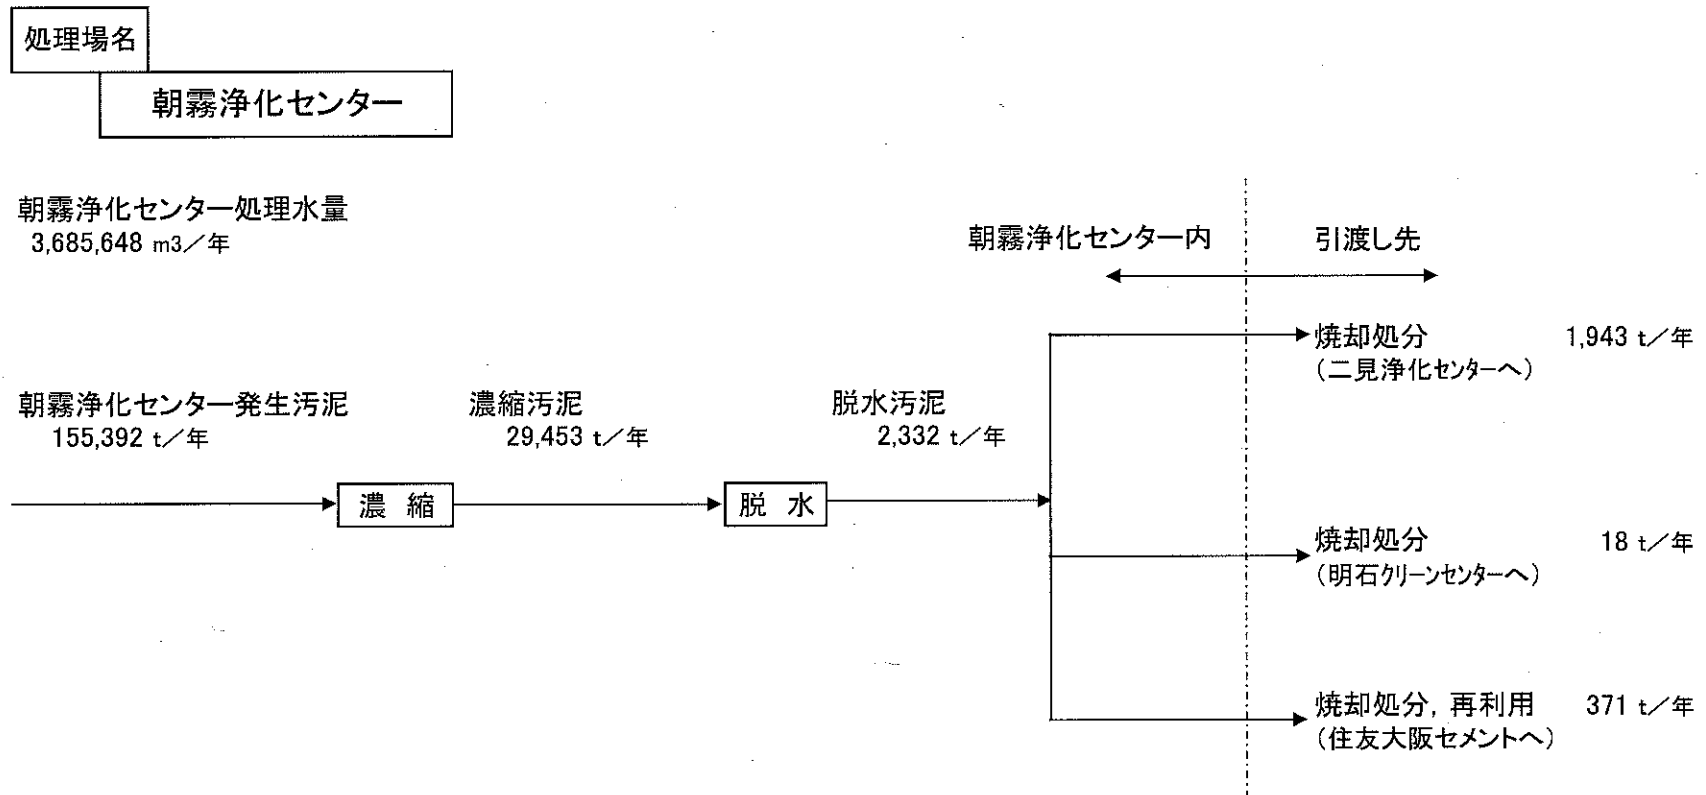 処理場名
朝霧浄化センター
朝霧浄化センター処理水量
3,685,648 m3／年
朝霧浄化センター内
引渡し先
焼却処分 1,943 t／年
（二見浄化センターへ）
朝霧浄化センター発生汚泥
155,392 t／年
濃縮汚泥
29,453 t／年
脱水汚泥
2,332 t／年
濃 縮
脱 水
焼却処分 18 t／年
（明石クリーンセンターへ）
焼却処分, 再利用 371 t／年
（住友大阪セメントへ）